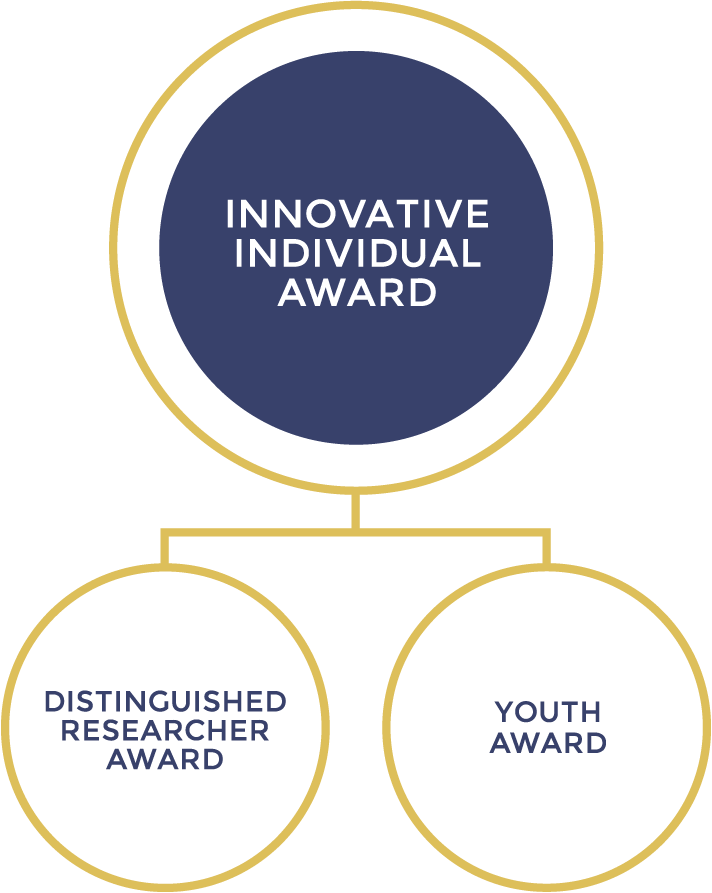 INNOVATIVE
INDIVIDUAL
AWARD
DISTINGUISHED
RESEARCHER
AWARD
YOUTH
AWARD